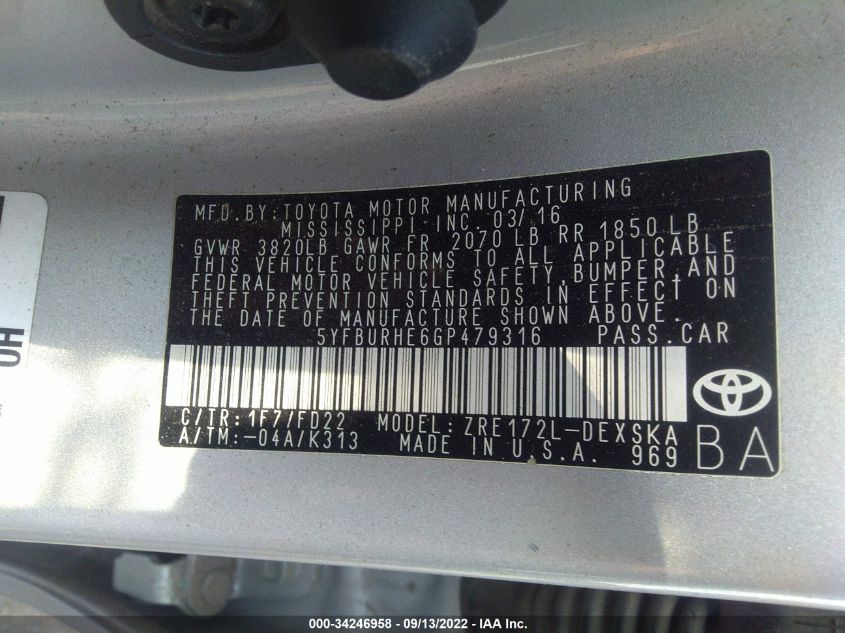 MFD. BY: TOYOTA MOTOR MANUFACTURING
MISSISSIPPI INC 03/16
GVWR 3820LB GAWR FR 2070 LB RR 1850 LB
THIS VEHICLE CONFORMS TO ALL APPLICABLE
FEDERAL MOTOR VEHICLE SAFETY, BUMPER, AND
THEFT PREVENTION STANDARDS IN EFFECT ON
THE DATE OF MANUFACTURE SHOWN ABOVE.
5YFBURHE6GP479316 PASS. CAR
C/TR: 1F7/FD22 MODEL: ZRE172L-DEXSKA
A/TM: -04A/K313 MADE IN U.S.A. 969
BA
000-34246958 - 09/13/2022 - IAA Inc.